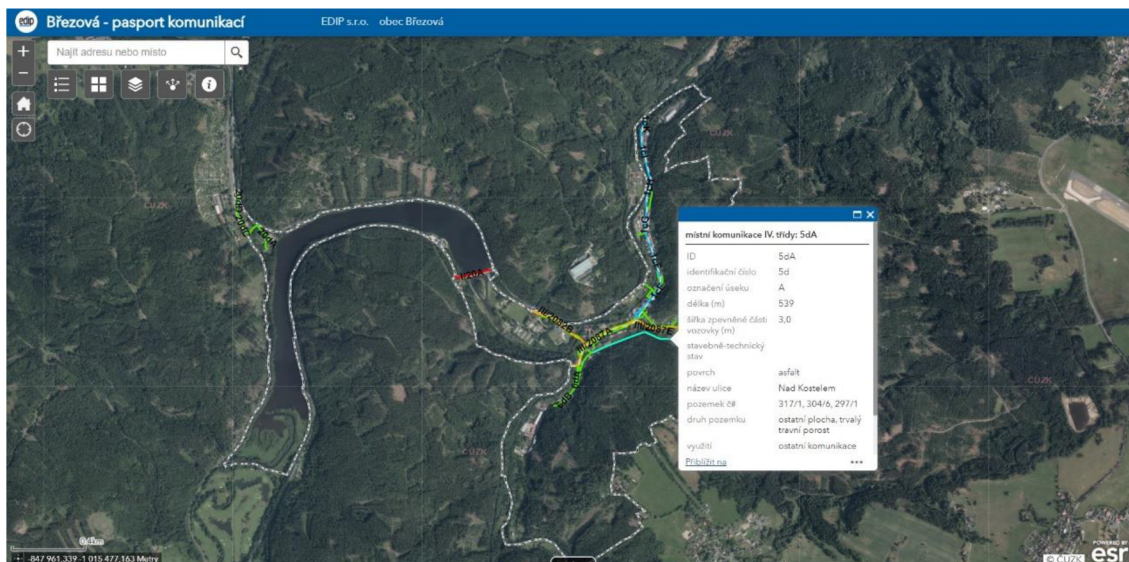 edip
Březová - pasport komunikací
EDIP s.r.o.
obec Březová
Najít adresu nebo místo
ČÚZK
ČÚZK
ČÚZK
ČÚZK
místní komunikace IV. třídy: 5dA
ID 5dA
identifikační číslo 5d
označení úseku A
délka (m) 539
šířka zpevněné části 3,0
vozovky (m)
stavebně-technický
stav
povrch asfalt
název ulice Nad Kostelem
pozemek č# 317/1, 304/6, 297/1
druh pozemku ostatní plocha, trvalý
travní porost
využití ostatní komunikace
Přiblížit na
0,4km
-847 961,339 -1 015 477,163 Metry
POWERED BY
esri
© ČÚZK